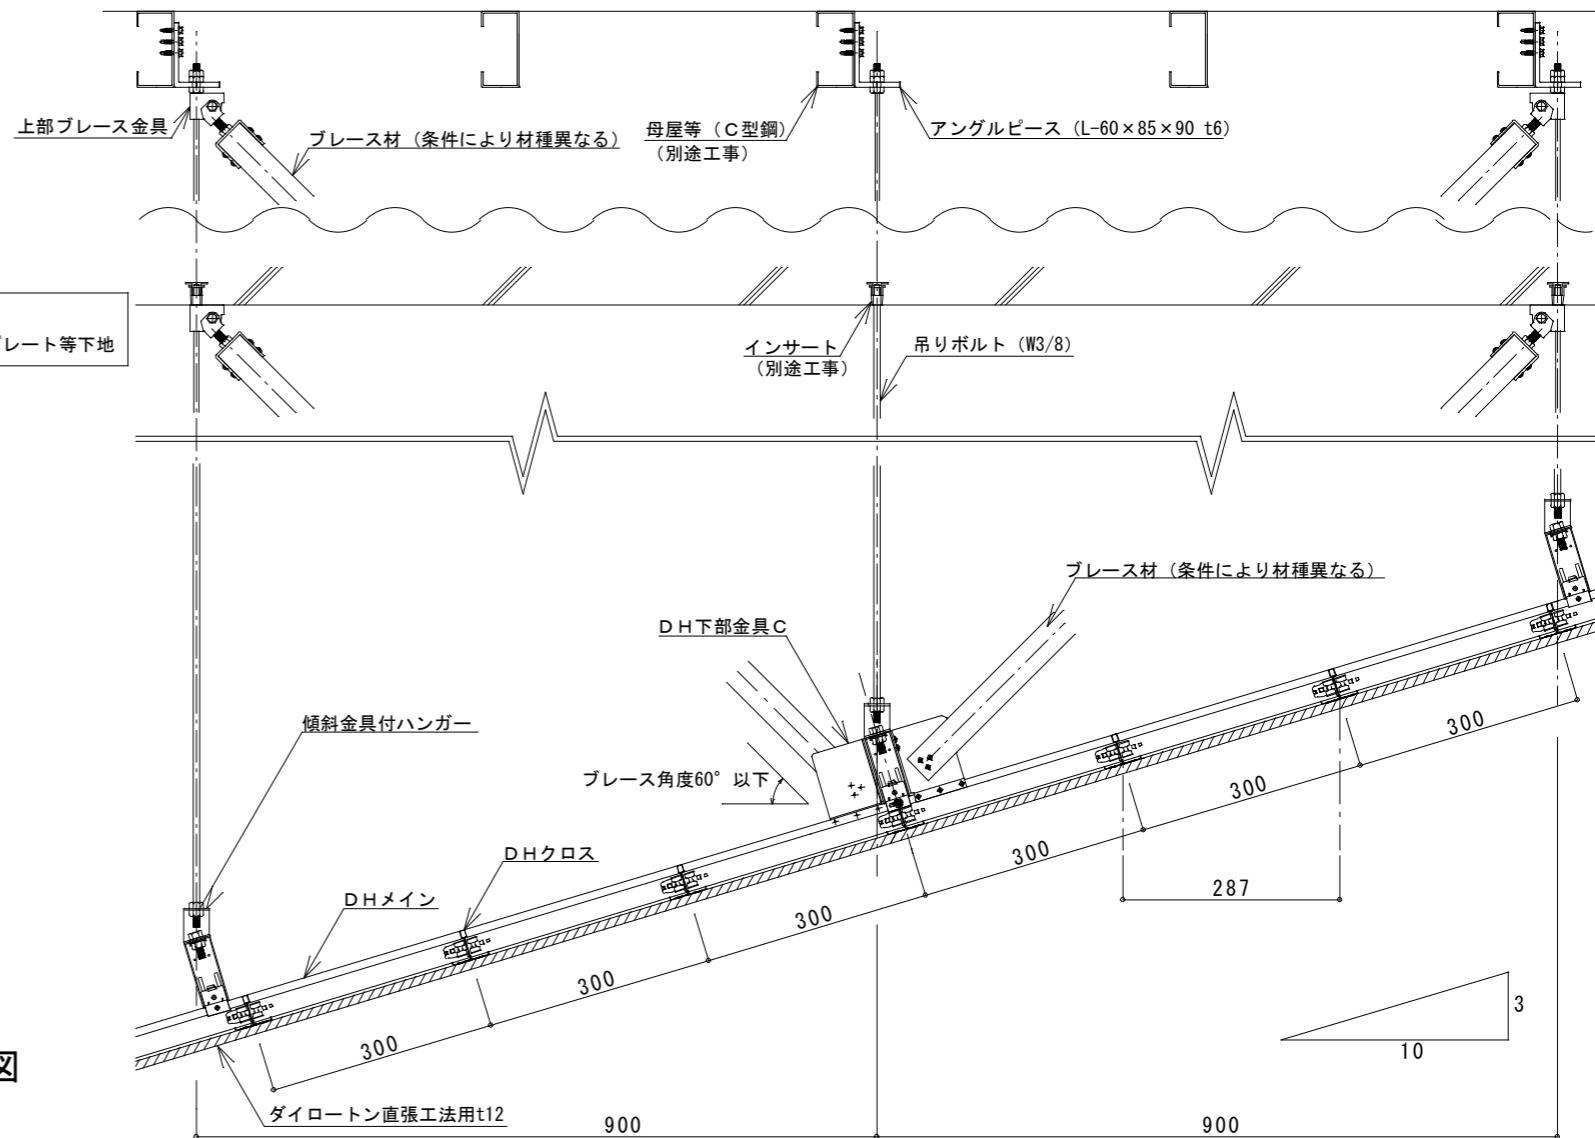 上部ブレース金具
ブレース材（条件により材種異なる）
母屋等（Ｃ型鋼）
（別途工事）
アングルピース（L-60×85×90 t6）
レート等下地
インサート
（別途工事）
吊りボルト（W3/8）
ブレース材（条件により材種異なる）
ＤＨ下部金具Ｃ
傾斜金具付ハンガー
ブレース角度60°以下
300
300
ＤＨクロス
300
287
ＤＨメイン
300
300
300
3
10
図
ダイロートン直張工法用t12
900
900